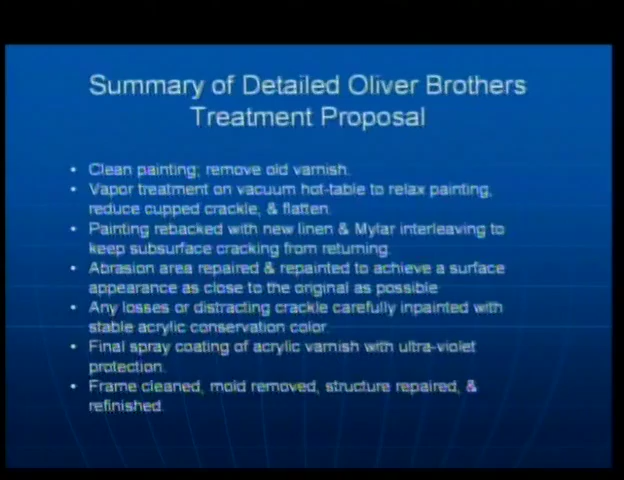 Summary of Detailed Oliver Brothers
Treatment Proposal
• Clean painting; remove old varnish.
• Vapor treatment on vacuum hot-table to relax painting,
reduce cupped crackle, & flatten.
• Painting rebacked with new linen & Mylar interleaving to
keep subsurface cracking from returning.
• Abrasion area repaired & repainted to achieve a surface
appearance as close to the original as possible
• Any losses or distracting crackle carefully inpainted with
stable acrylic conservation color.
• Final spray coating of acrylic varnish with ultra-violet
protection.
• Frame cleaned, mold removed, structure repaired, &
refinished.